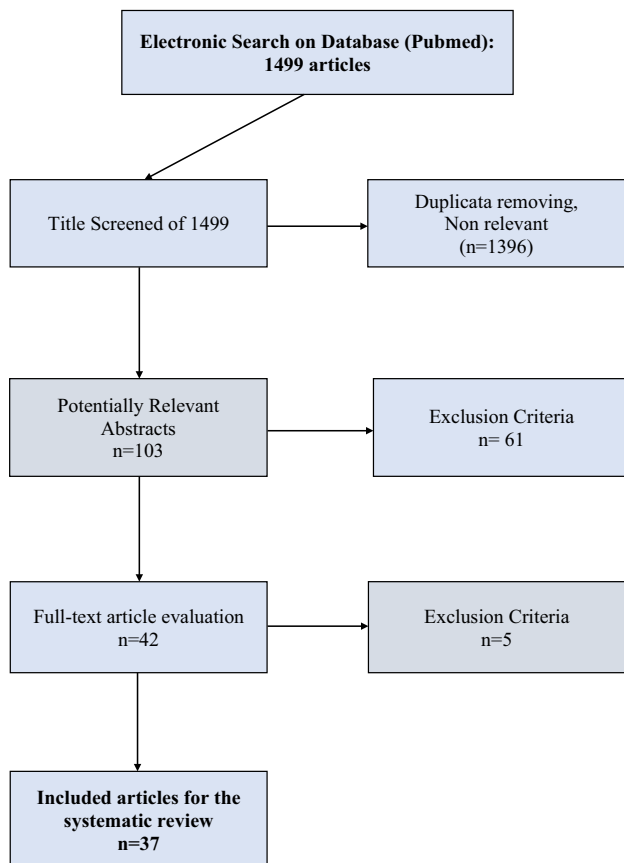 Electronic Search on Database (Pubmed):
1499 articles
Title Screened of 1499
Duplicata removing,
Non relevant
(n=1396)
Potentially Relevant
Abstracts
n=103
Exclusion Criteria
n= 61
Full-text article evaluation
n=42
Exclusion Criteria
n=5
Included articles for the
systematic review
n=37